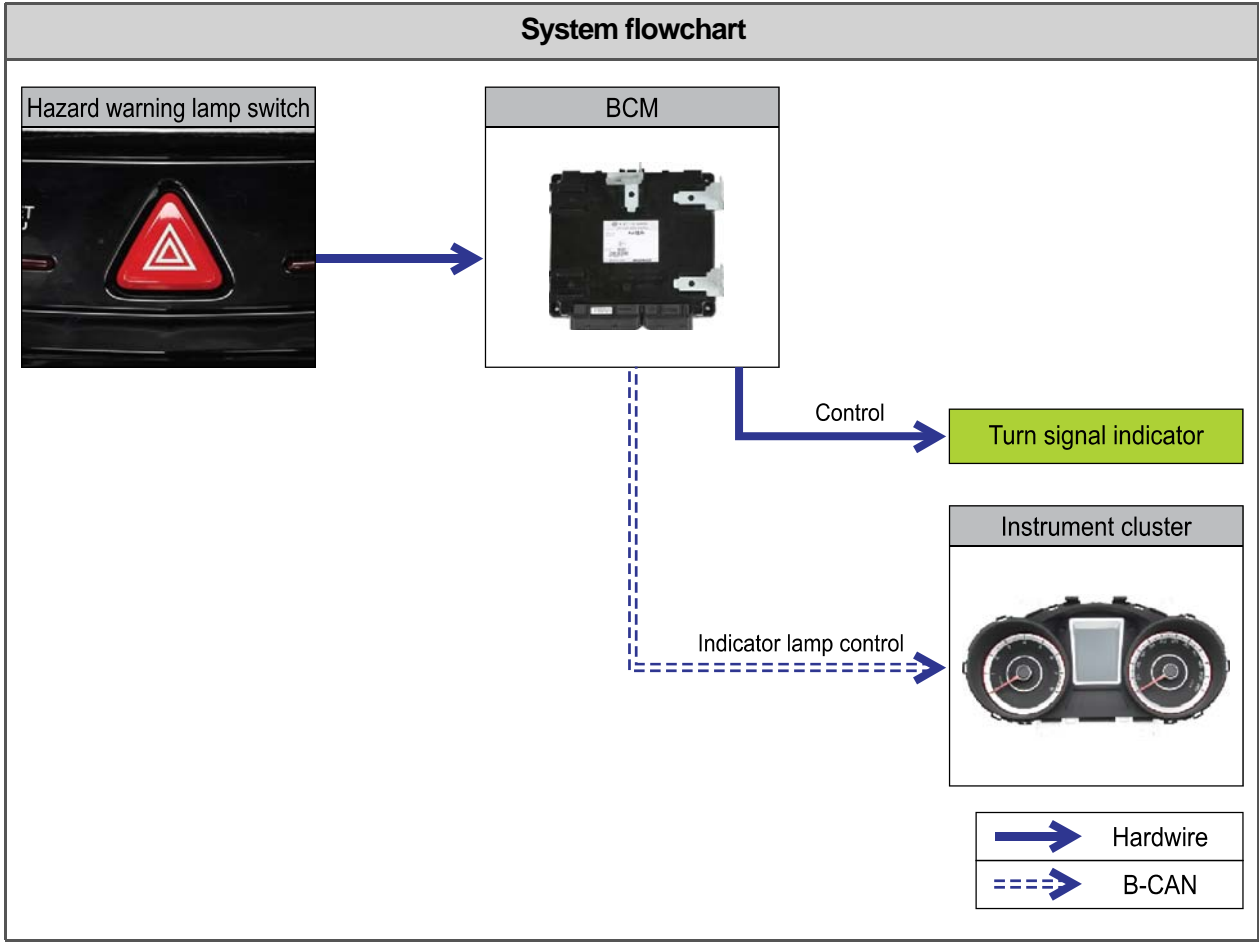 System flowchart
Hazard warning lamp switch
BCM
Control
Turn signal indicator
Instrument cluster
Indicator lamp control
Hardwire
B-CAN